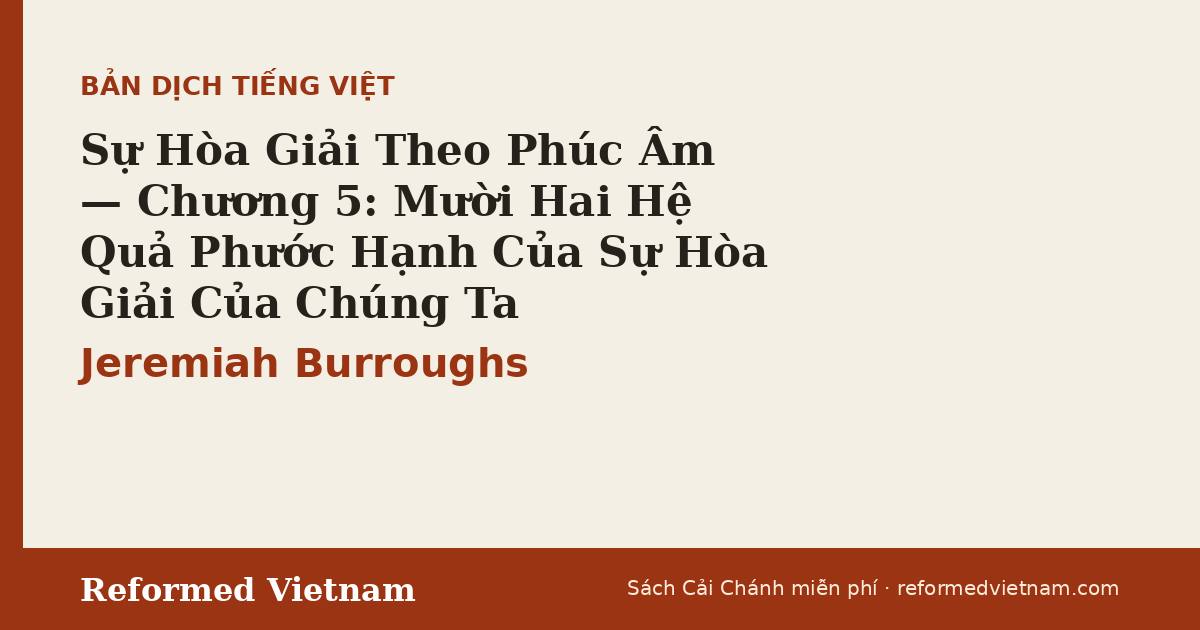 BẢN DỊCH TIẾNG VIỆT
Sự Hòa Giải Theo Phúc Âm
— Chương 5: Mười Hai Hệ
Quả Phước Hạnh Của Sự Hòa
Giải Của Chúng Ta
Jeremiah Burroughs
Reformed Vietnam
Sách Cải Chánh miễn phí · reformedvietnam.com